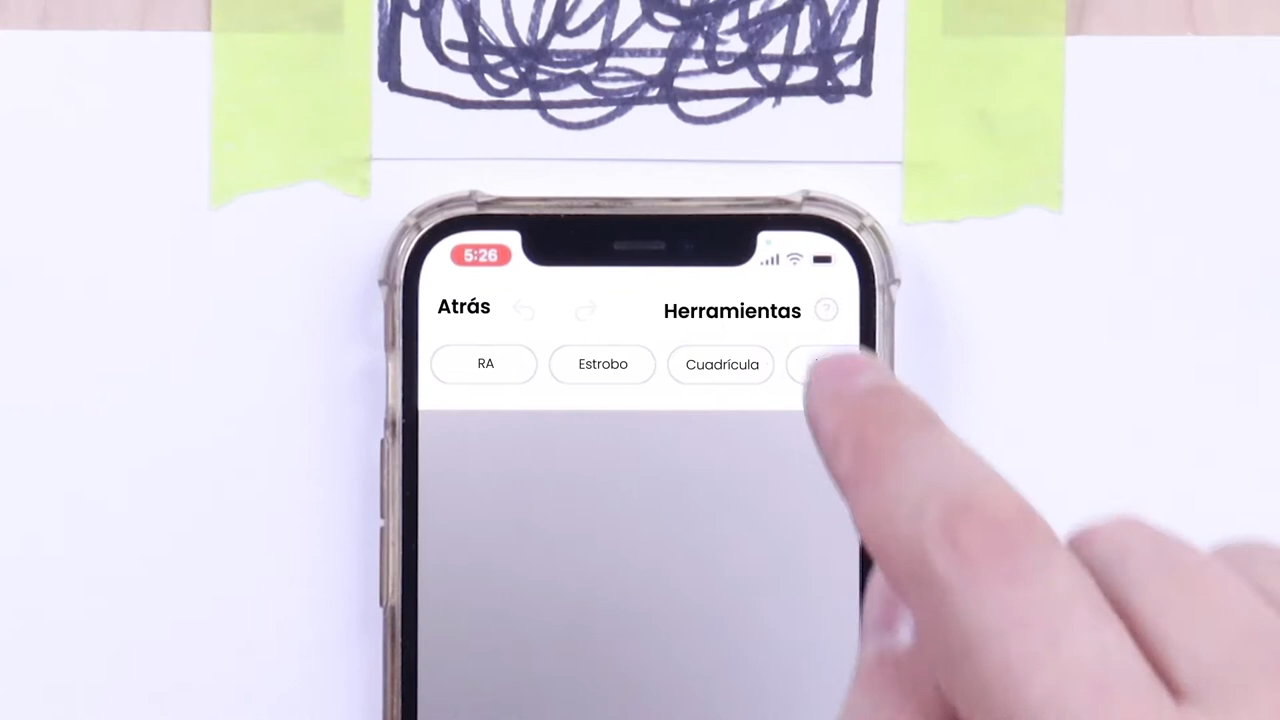 5:26
Atrás
Herramientas ?
RA
Estrobo
Cuadrícula